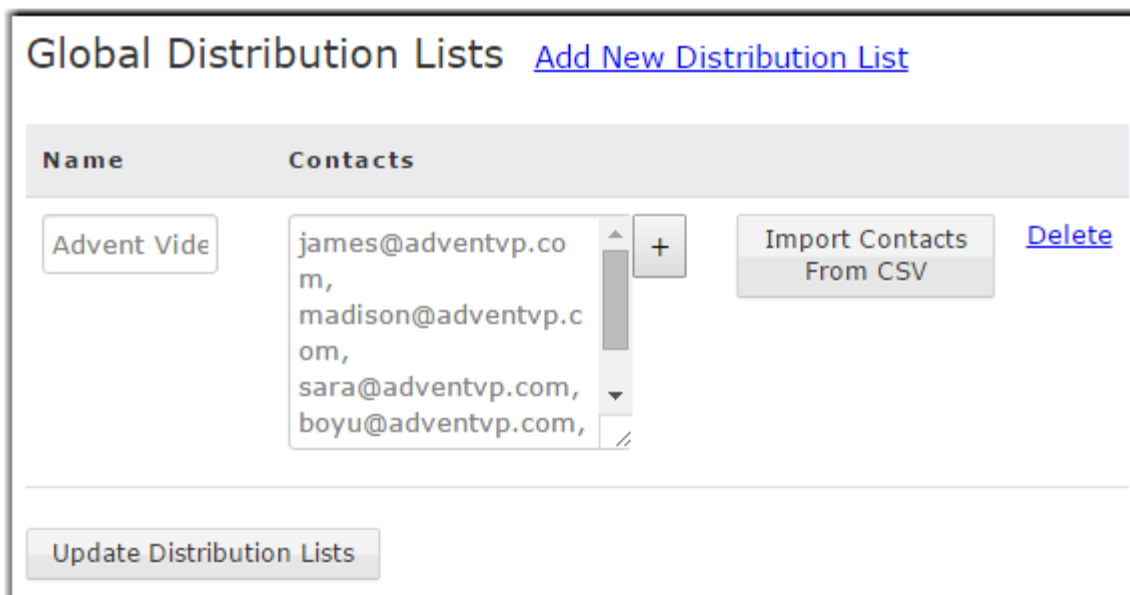 Global Distribution Lists Add New Distribution List
Name Contacts
Advent Vide
james@adventvp.co
m,
madison@adventvp.c
om,
sara@adventvp.com,
boyu@adventvp.com,
+
Import Contacts
From CSV
Delete
Update Distribution Lists